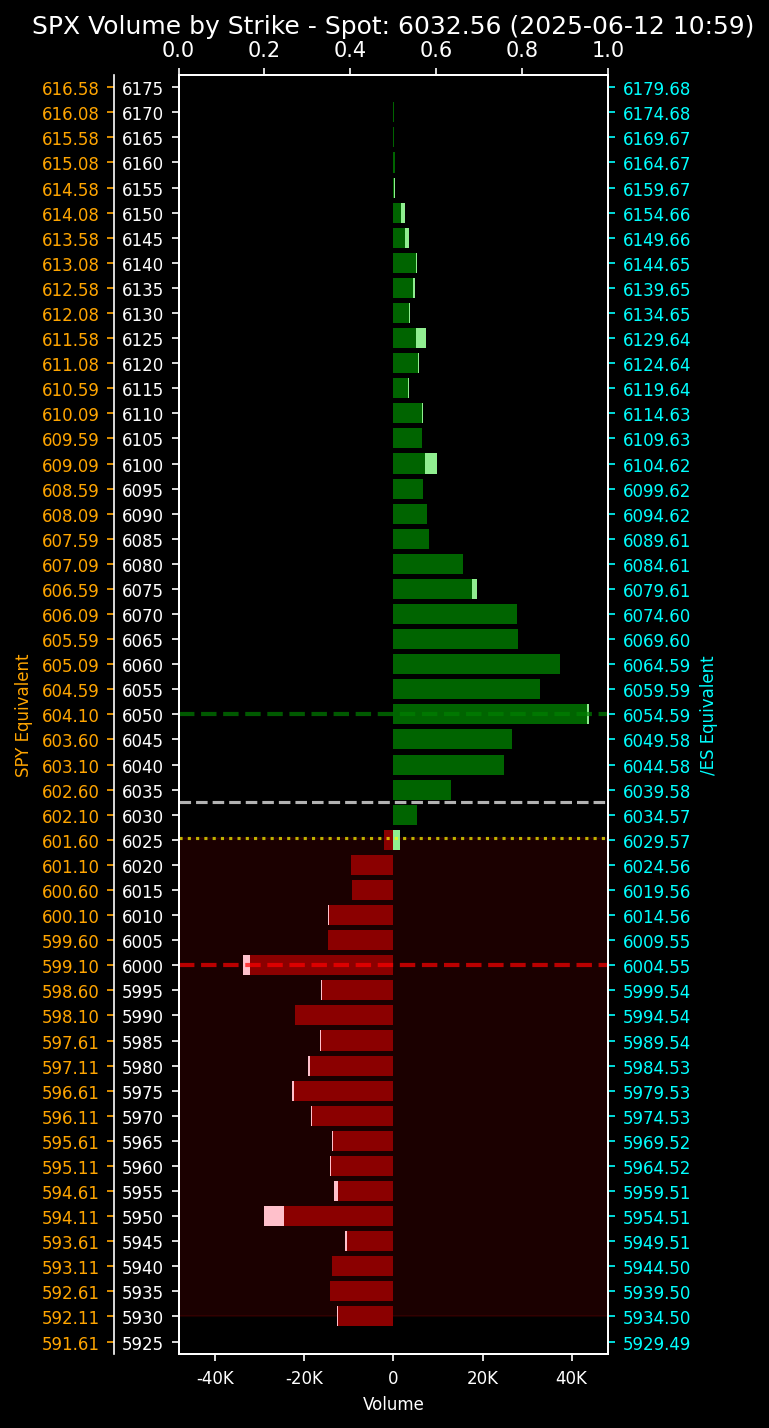 SPX Volume by Strike - Spot: 6032.56 (2025-06-12 10:59)
0.0 0.2 0.4 0.6 0.8 1.0
616.58 6175 6179.68
616.08 6170 6174.68
615.58 6165 6169.67
615.08 6160 6164.67
614.58 6155 6159.67
614.08 6150 6154.66
613.58 6145 6149.66
613.08 6140 6144.65
612.58 6135 6139.65
612.08 6130 6134.65
611.58 6125 6129.64
611.08 6120 6124.64
610.59 6115 6119.64
610.09 6110 6114.63
609.59 6105 6109.63
609.09 6100 6104.62
608.59 6095 6099.62
608.09 6090 6094.62
607.59 6085 6089.61
607.09 6080 6084.61
606.59 6075 6079.61
606.09 6070 6074.60
605.59 6065 6069.60
605.09 6060 6064.59
604.59 6055 6059.59
604.10 6050 6054.59
603.60 6045 6049.58
603.10 6040 6044.58
602.60 6035 6039.58
602.10 6030 6034.57
601.60 6025 6029.57
601.10 6020 6024.56
600.60 6015 6019.56
600.10 6010 6014.56
599.60 6005 6009.55
599.10 6000 6004.55
598.60 5995 5999.54
598.10 5990 5994.54
597.61 5985 5989.54
597.11 5980 5984.53
596.61 5975 5979.53
596.11 5970 5974.53
595.61 5965 5969.52
595.11 5960 5964.52
594.61 5955 5959.51
594.11 5950 5954.51
593.61 5945 5949.51
593.11 5940 5944.50
592.61 5935 5939.50
592.11 5930 5934.50
591.61 5925 5929.49
SPY Equivalent
/ES Equivalent
-40K -20K 0 20K 40K
Volume